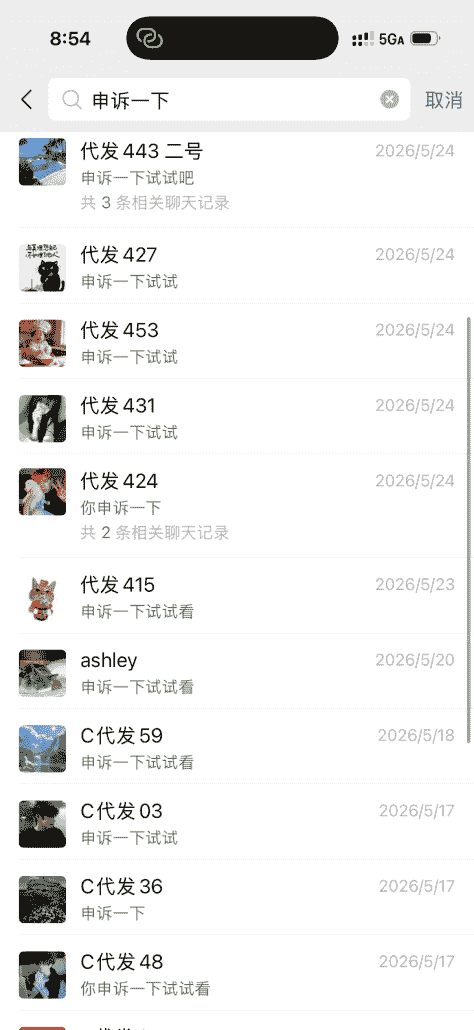 8:54
5GA
申诉一下
取消
代发 443 二号
2026/5/24
申诉一下试试吧
共 3 条相关聊天记录
代发 427
2026/5/24
申诉一下试试
代发 453
2026/5/24
申诉一下试试
代发 431
2026/5/24
申诉一下试试
代发 424
2026/5/24
你申诉一下
共 2 条相关聊天记录
代发 415
2026/5/23
申诉一下试试看
ashley
2026/5/20
申诉一下试试看
C代发 59
2026/5/18
申诉一下试试看
C代发 03
2026/5/17
申诉一下试试
C代发 36
2026/5/17
申诉一下
C代发 48
2026/5/17
你申诉一下试试看